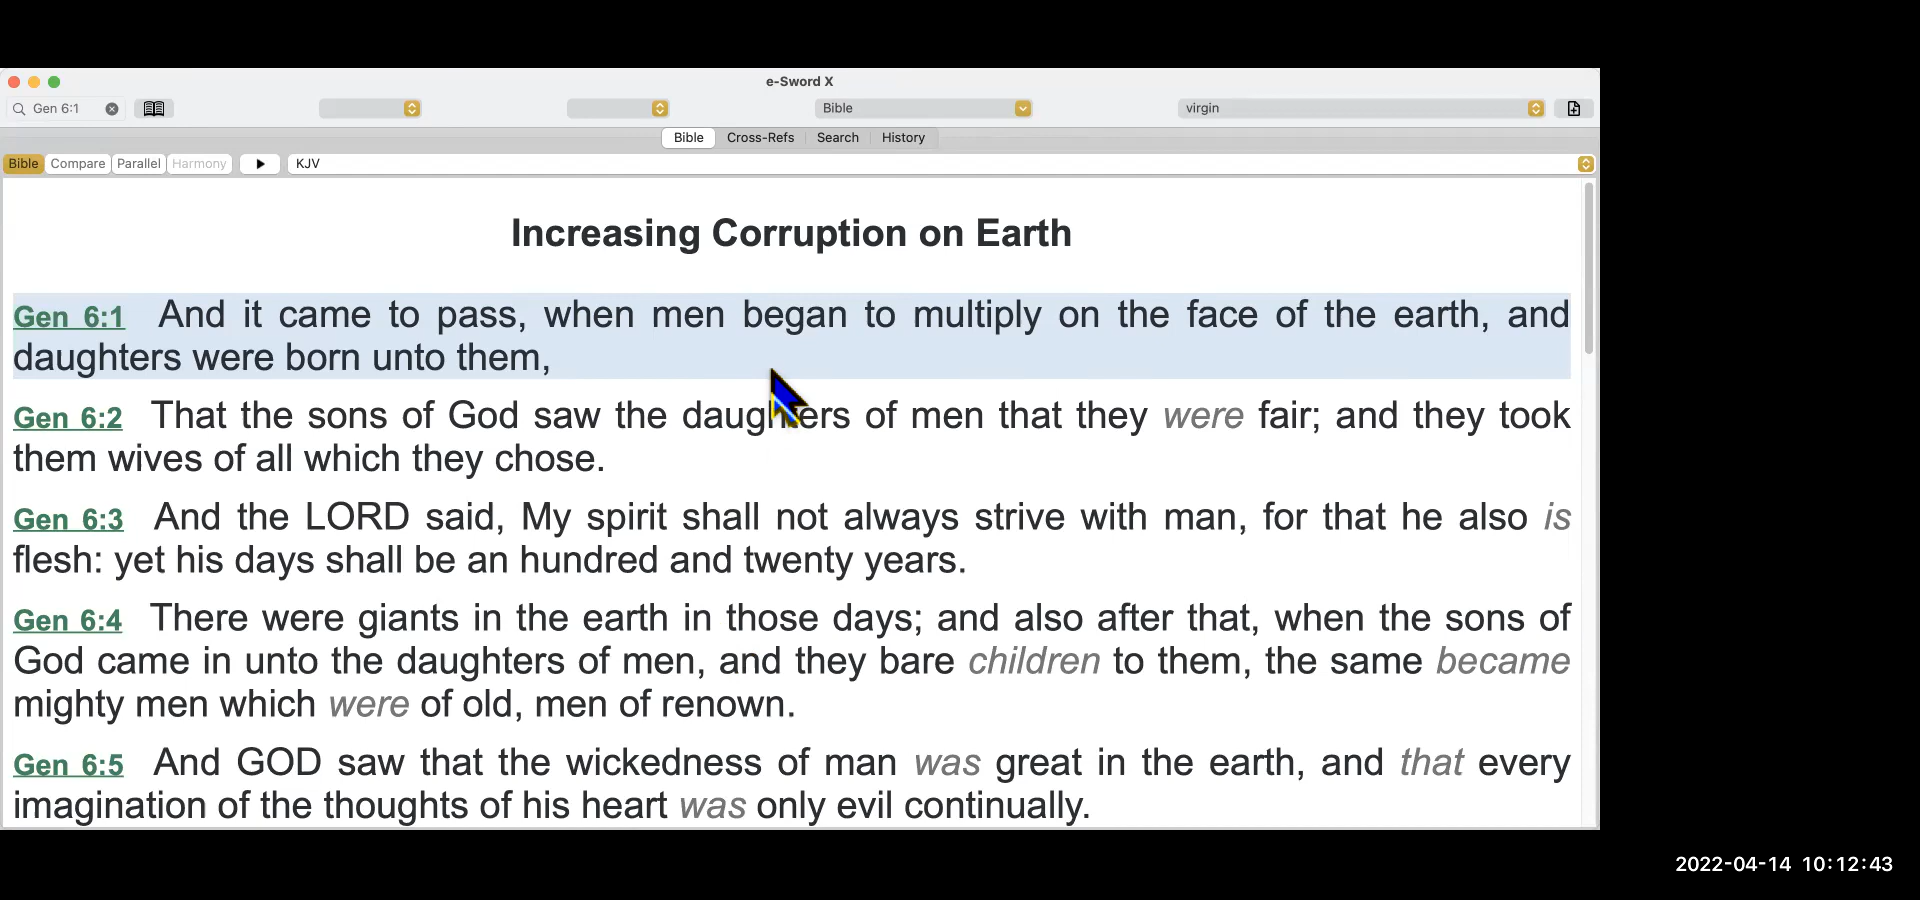 e-Sword X
Gen 6:1 Bible virgin
Bible Cross-Refs Search History
Bible Compare Parallel Harmony KJV
Increasing Corruption on Earth
Gen 6:1 And it came to pass, when men began to multiply on the face of the earth, and
daughters were born unto them,
Gen 6:2 That the sons of God saw the daughters of men that they were fair; and they took
them wives of all which they chose.
Gen 6:3 And the LORD said, My spirit shall not always strive with man, for that he also is
flesh: yet his days shall be an hundred and twenty years.
Gen 6:4 There were giants in the earth in those days; and also after that, when the sons of
God came in unto the daughters of men, and they bare children to them, the same became
mighty men which were of old, men of renown.
Gen 6:5 And GOD saw that the wickedness of man was great in the earth, and that every
imagination of the thoughts of his heart was only evil continually.
2022-04-14 10:12:43